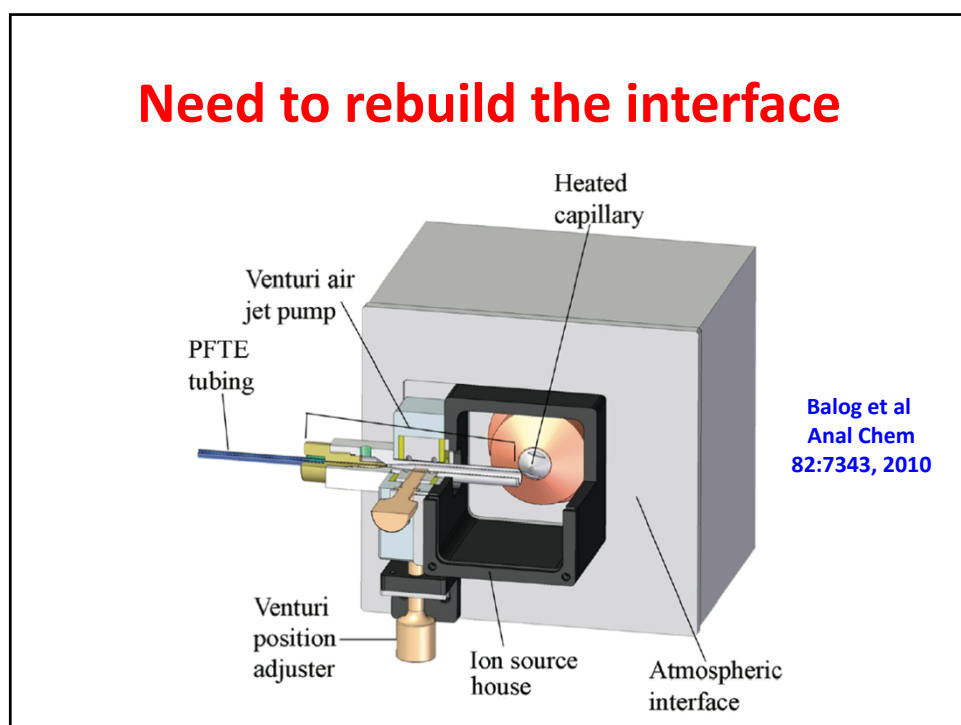 Need to rebuild the interface
Heated
capillary
Venturi air
jet pump
PFTE
tubing
Balog et al
Anal Chem
82:7343, 2010
Venturi
position
adjuster
Ion source
house
Atmospheric
interface